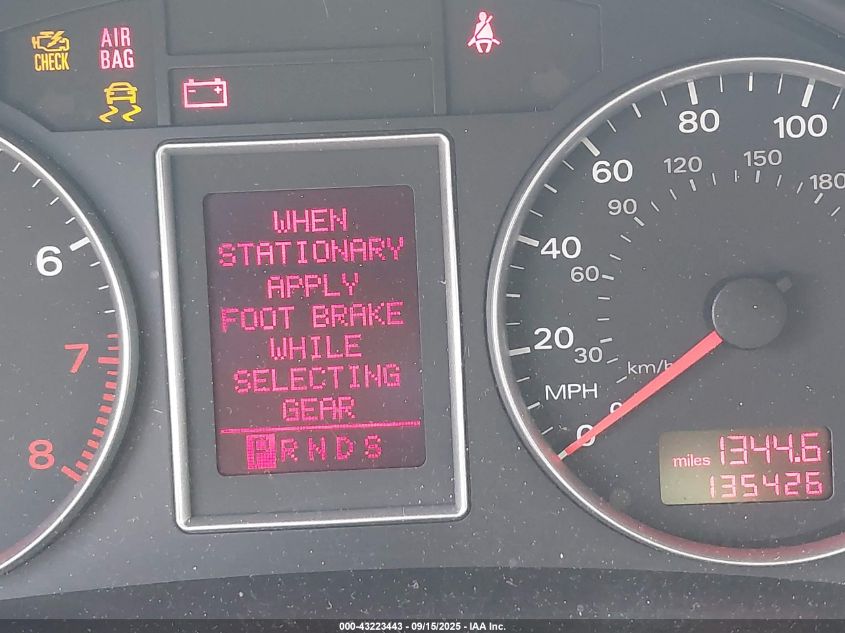 CHECK
AIR
BAG
WHEN
STATIONARY
APPLY
FOOT BRAKE
WHILE
SELECTING
GEAR
P R N D S
6
7
8
0
20
40
60
80
100
0
30
60
90
120
150
180
MPH
km/h
miles 1344.6
135426
000-43223443 - 09/15/2025 - IAA Inc.